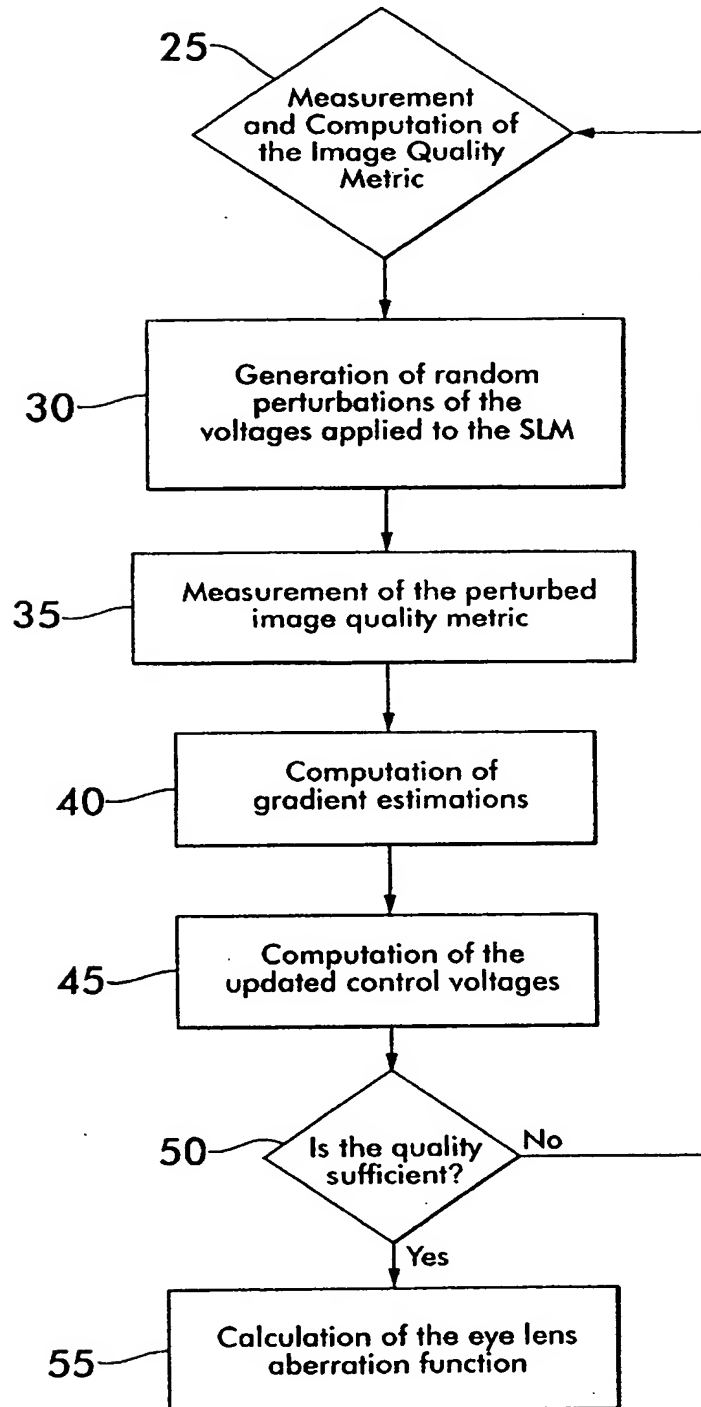 25
Measurement
and Computation of
the Image Quality
Metric
30
Generation of random
perturbations of the
voltages applied to the SLM
35
Measurement of the perturbed
image quality metric
40
Computation of
gradient estimations
45
Computation of the
updated control voltages
50
Is the quality
sufficient?
No
Yes
55
Calculation of the eye lens
aberration function